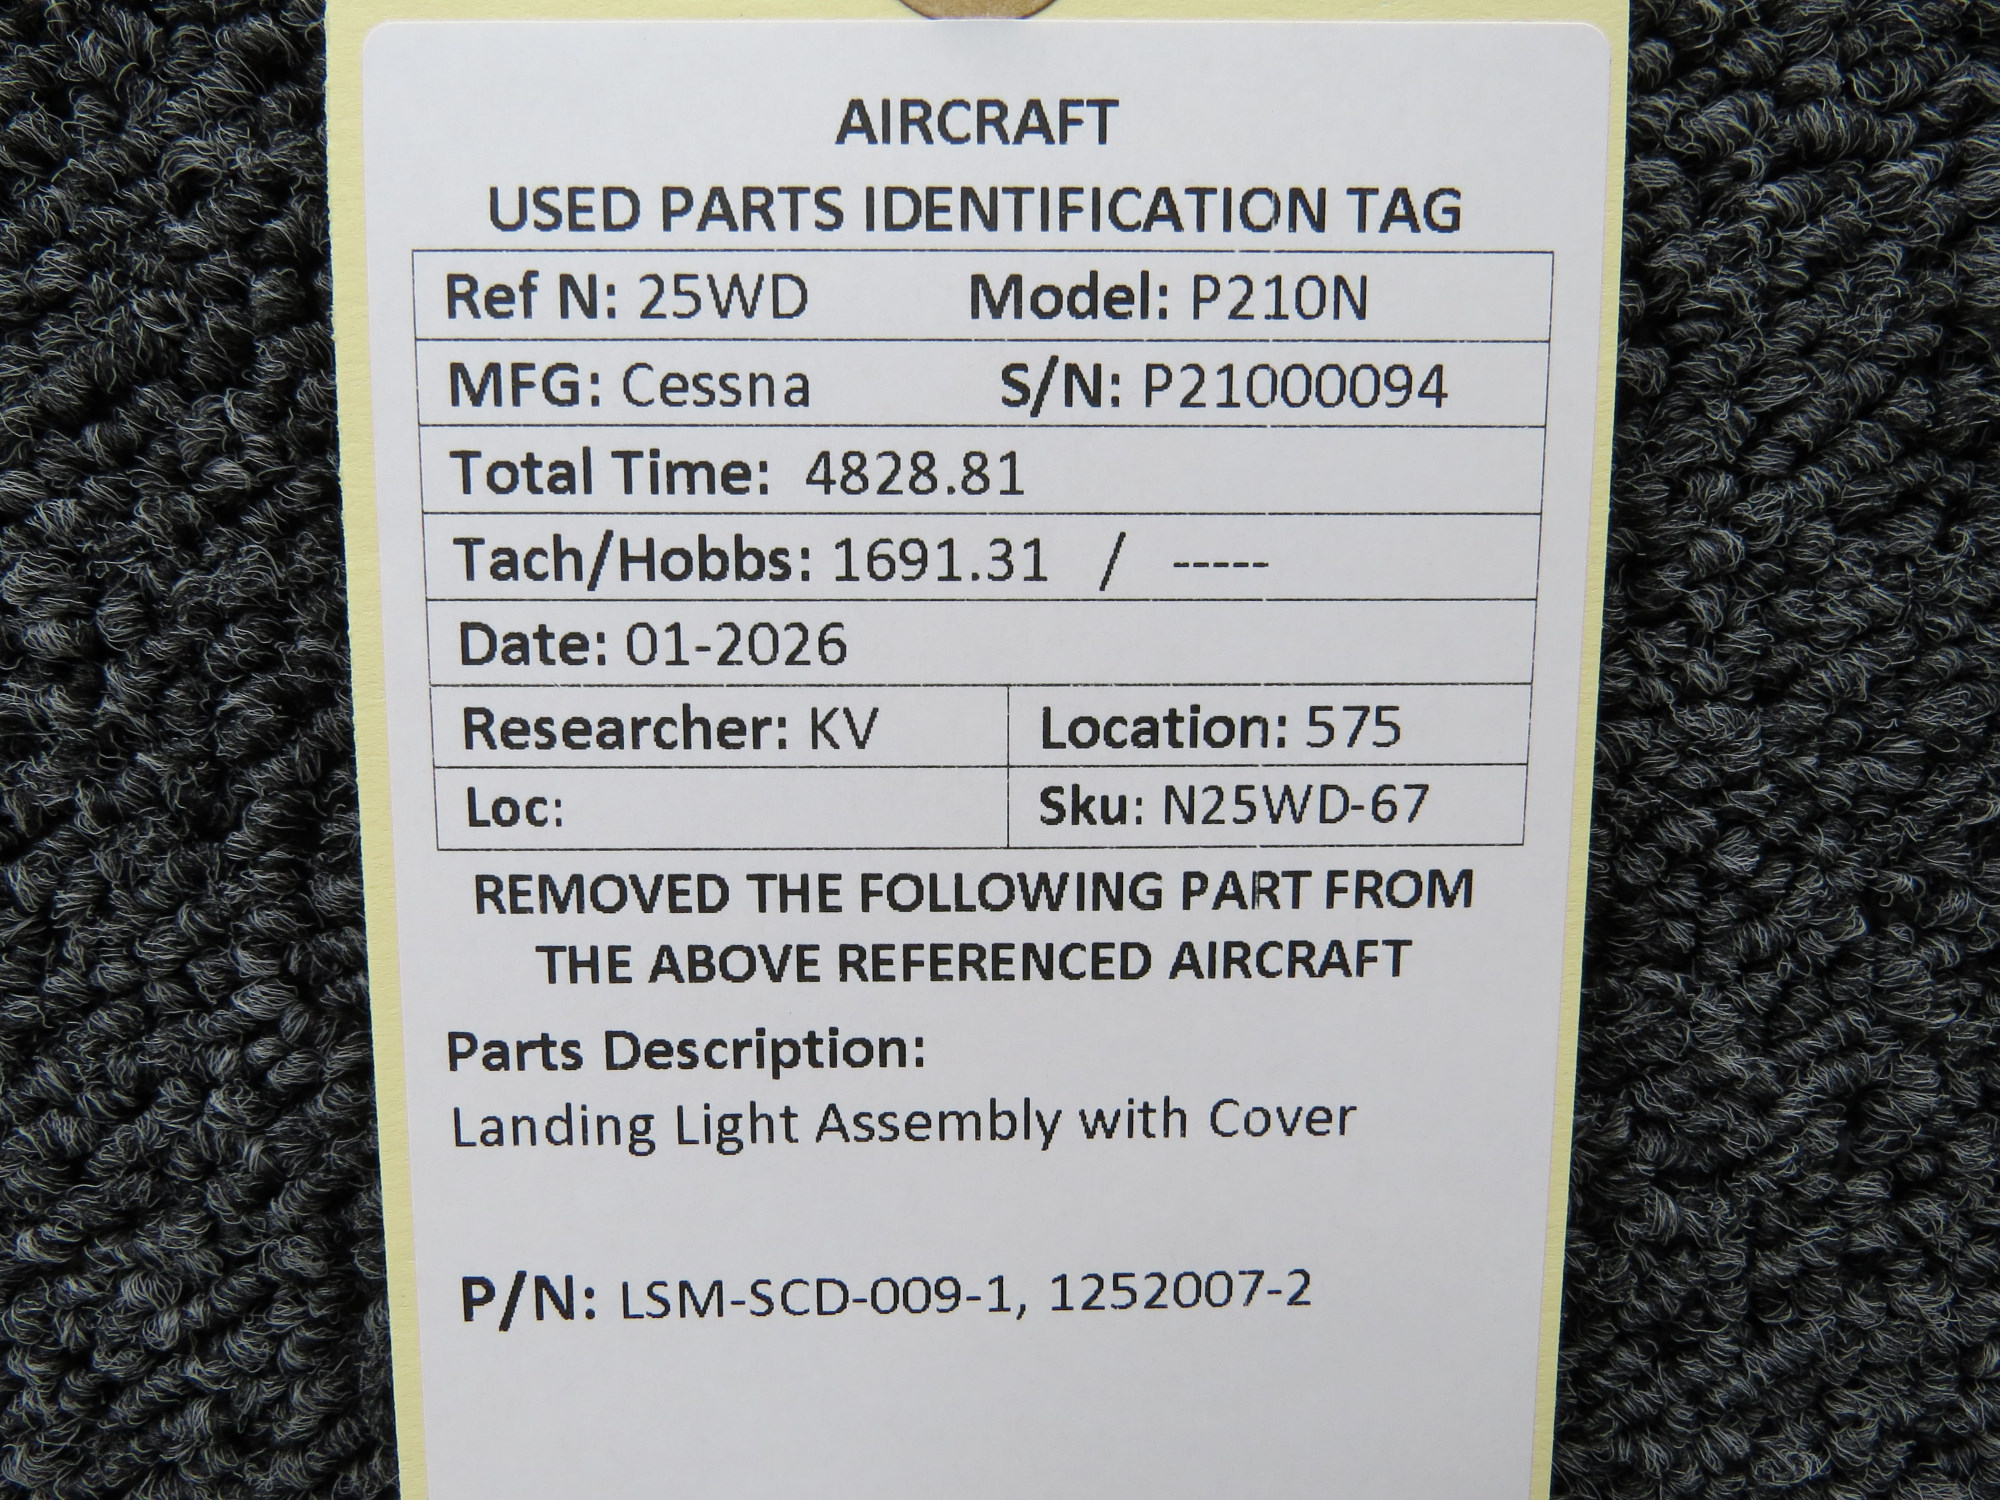 AIRCRAFT
USED PARTS IDENTIFICATION TAG
Ref N: 25WD Model: P210N
MFG: Cessna S/N: P21000094
Total Time: 4828.81
Tach/Hobbs: 1691.31 / -----
Date: 01-2026
Researcher: KV Location: 575
Loc: Sku: N25WD-67
REMOVED THE FOLLOWING PART FROM
THE ABOVE REFERENCED AIRCRAFT
Parts Description:
Landing Light Assembly with Cover
P/N: LSM-SCD-009-1, 1252007-2